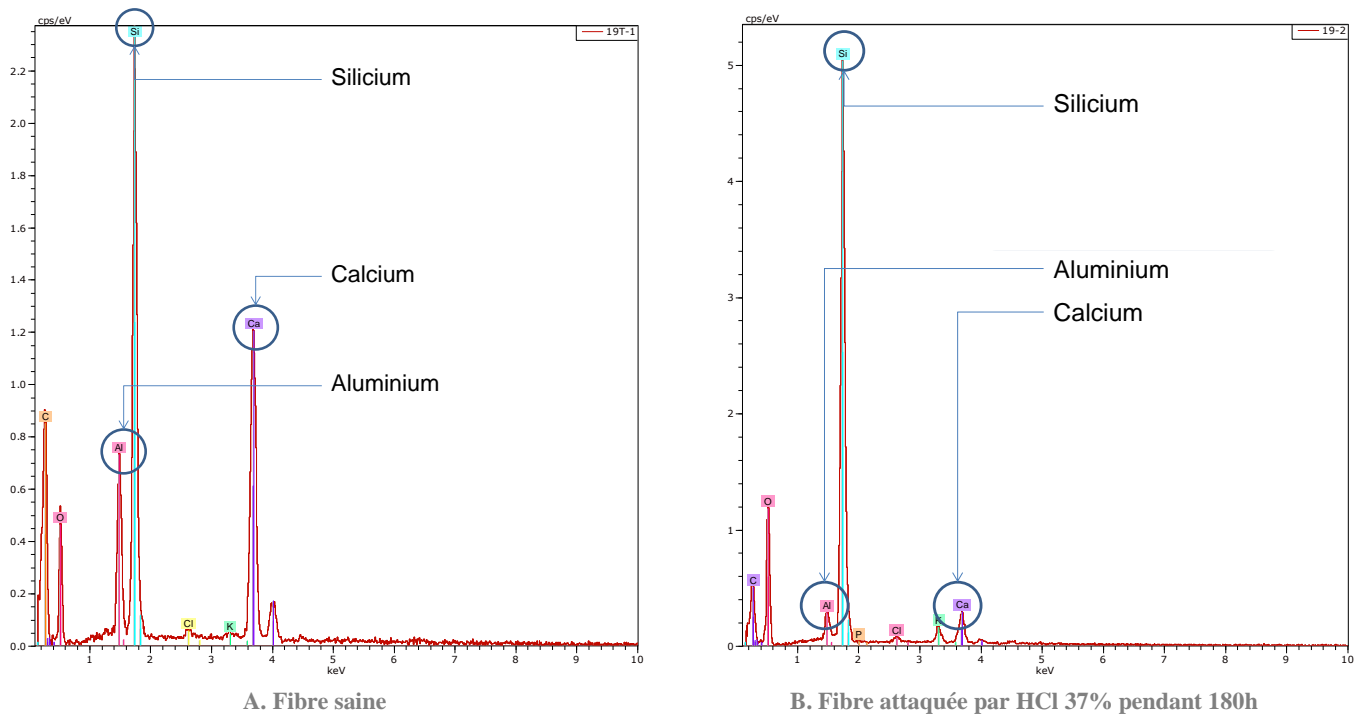 cps/eV
19T-1
Si
Silicium
2.2
2.0
1.8
1.6
Calcium
1.4
Ca
1.2
Aluminium
1.0
C
Al
0.8
0.6
O
0.4
0.2
Cl
K
0.0
1 2 3 4 5 6 7 8 9 10
keV
A. Fibre saine
cps/eV
19-2
Si
5
Silicium
4
Aluminium
Calcium
3
2
O
1
C
Al
Ca
K
P
Cl
0
1 2 3 4 5 6 7 8 9 10
keV
B. Fibre attaquée par HCl 37% pendant 180h